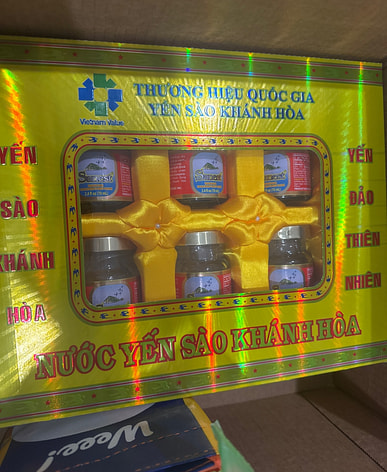 THƯƠNG HIỆU QUỐC GIA
YẾN SÀO KHÁNH HÒA
Vietnam Value
YẾN
SÀO
KHÁNH
HÒA
YẾN
ĐẢO
THIÊN
NHIÊN
NƯỚC YẾN SÀO KHÁNH HÒA
Weee!